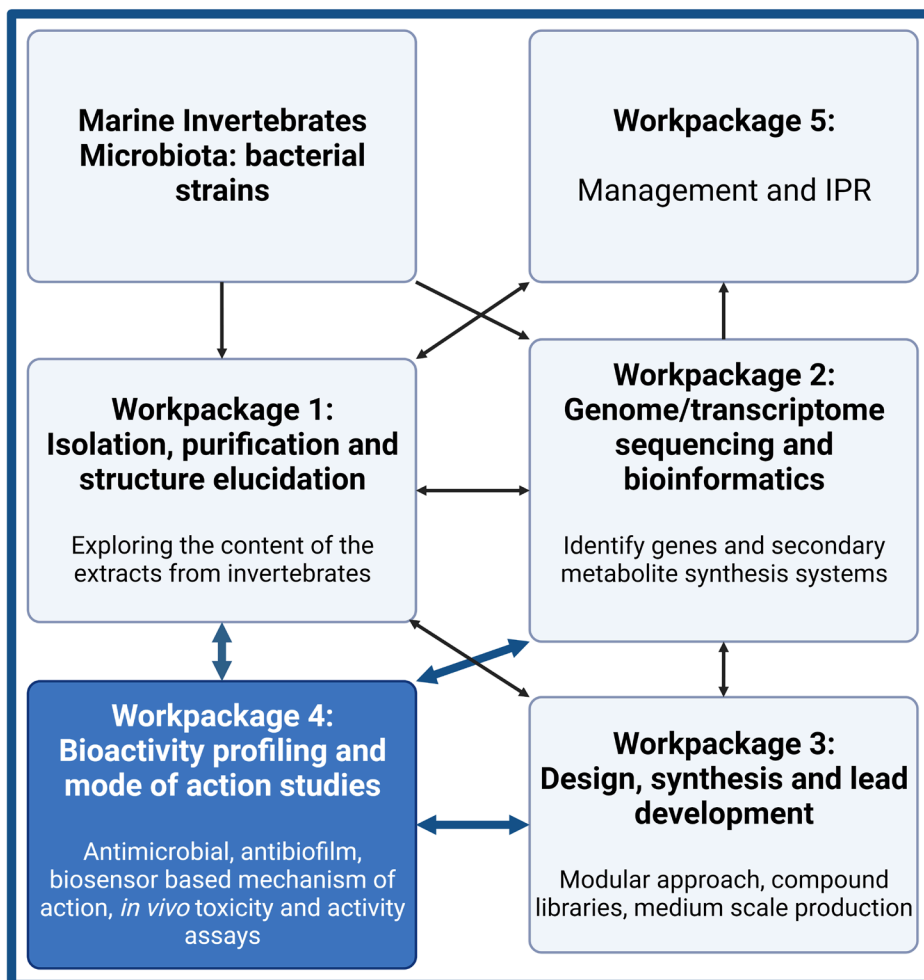 Marine Invertebrates
Microbiota: bacterial
strains
Workpackage 5:
Management and IPR
Workpackage 1:
Isolation, purification and
structure elucidation
Exploring the content of the
extracts from invertebrates
Workpackage 2:
Genome/transcriptome
sequencing and
bioinformatics
Identify genes and secondary
metabolite synthesis systems
Workpackage 4:
Bioactivity profiling and
mode of action studies
Antimicrobial, antibiofilm,
biosensor based mechanism of
action, in vivo toxicity and activity
assays
Workpackage 3:
Design, synthesis and lead
development
Modular approach, compound
libraries, medium scale production